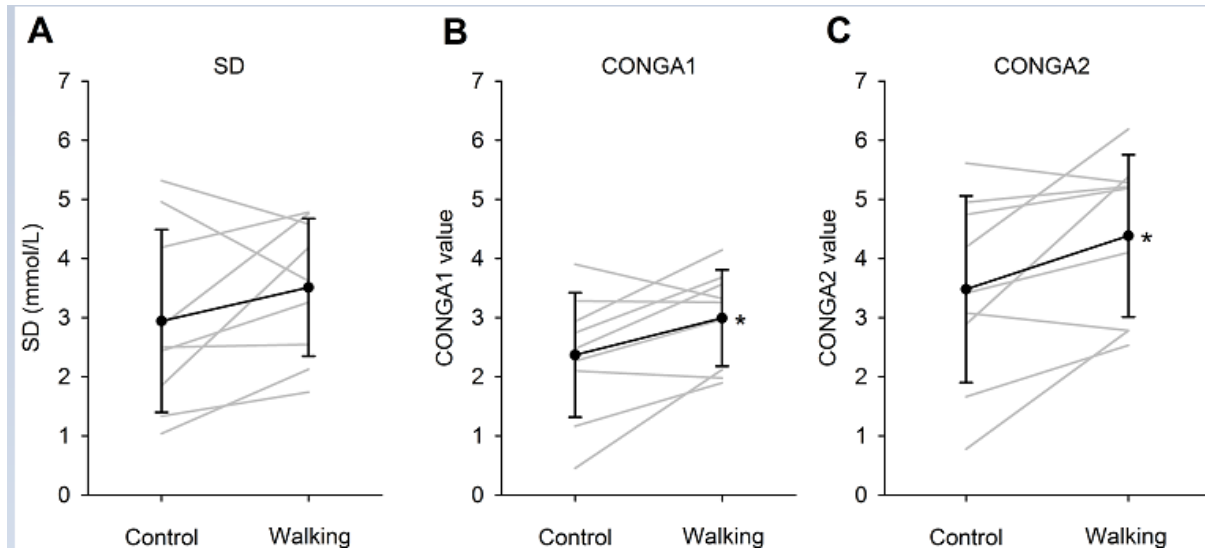 A
SD
7
6
5
4
3
2
1
0
SD (mmol/L)
Control
Walking
B
CONGA1
7
6
5
4
3
2
1
0
CONGA1 value
*
Control
Walking
C
CONGA2
7
6
5
4
3
2
1
0
CONGA2 value
*
Control
Walking